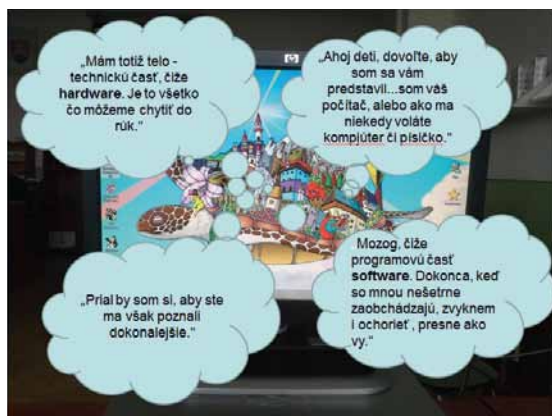 „Mám totiž telo -
technickú časť, čiže
hardware. Je to všetko
čo môžeme chytiť do
rúk."
„Ahoj deti, dovoľte, aby
som sa vám
predstavil...som váš
počítač, alebo ako ma
niekedy voláte
kompjúter či písíčko."
„Prial by som si, aby ste
ma však poznali
dokonalejšie."
Mozog, čiže
programovú časť
software. Dokonca, keď
so mnou nešetrne
zaobchádzajú, zvyknem
i ochorieť , presne ako
vy."
hp